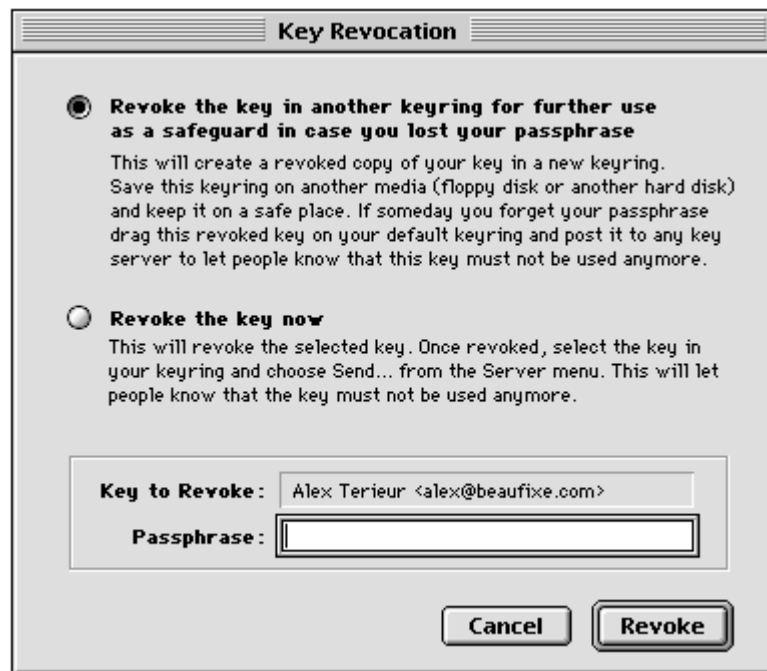 Key Revocation
Revoke the key in another keyring for further use
as a safeguard in case you lost your passphrase
This will create a revoked copy of your key in a new keyring.
Save this keyring on another media (floppy disk or another hard disk)
and keep it on a safe place. If someday you forget your passphrase
drag this revoked key on your default keyring and post it to any key
server to let people know that this key must not be used anymore.
Revoke the key now
This will revoke the selected key. Once revoked, select the key in
your keyring and choose Send... from the Server menu. This will let
people know that the key must not be used anymore.
Key to Revoke: Alex Terieur <alex@beaufixe.com>
Passphrase:
Cancel Revoke